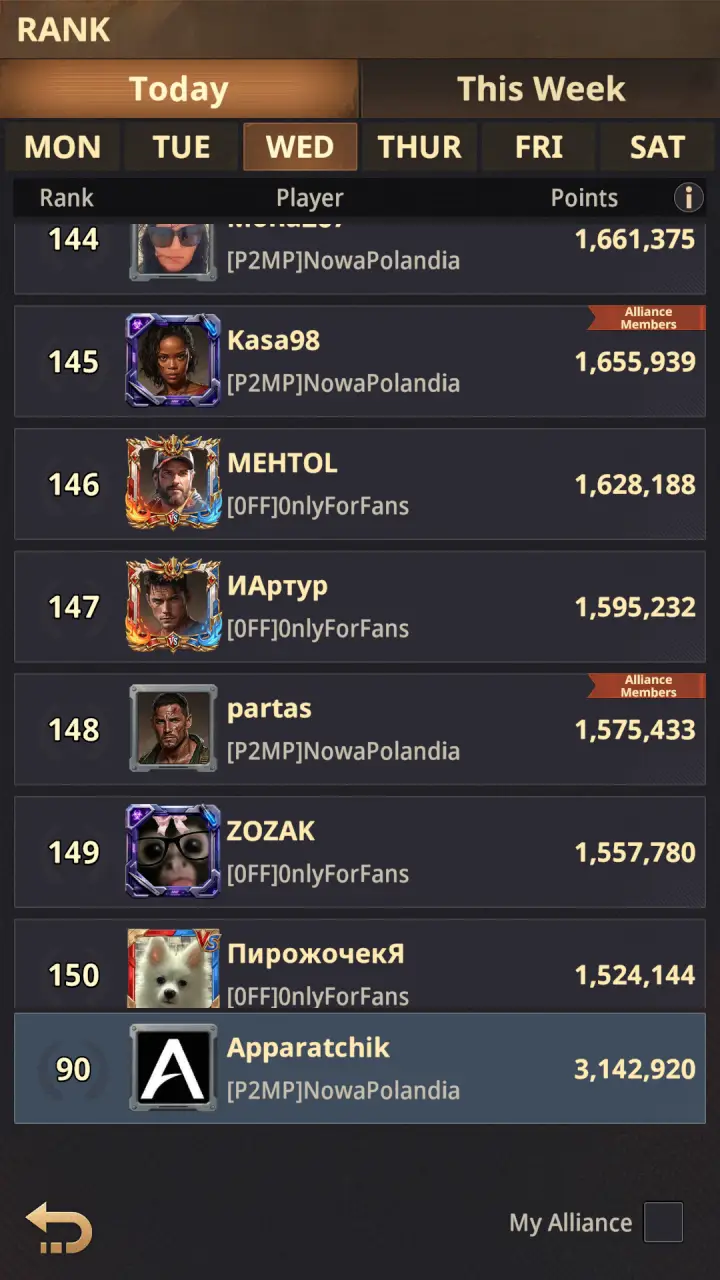 RANK
Today
This Week
MON
TUE
WED
THUR
FRI
SAT
Rank
Player
Points
144
[P2MP]NowaPolandia
1,661,375
Alliance
Members
145
Kasa98
[P2MP]NowaPolandia
1,655,939
146
MEHTOL
[0FF]0nlyForFans
1,628,188
147
ИАртур
[0FF]0nlyForFans
1,595,232
Alliance
Members
148
partas
[P2MP]NowaPolandia
1,575,433
149
ZOZAK
[0FF]0nlyForFans
1,557,780
VS
150
ПирожочекЯ
[0FF]0nlyForFans
1,524,144
90
Apparatchik
[P2MP]NowaPolandia
3,142,920
My Alliance